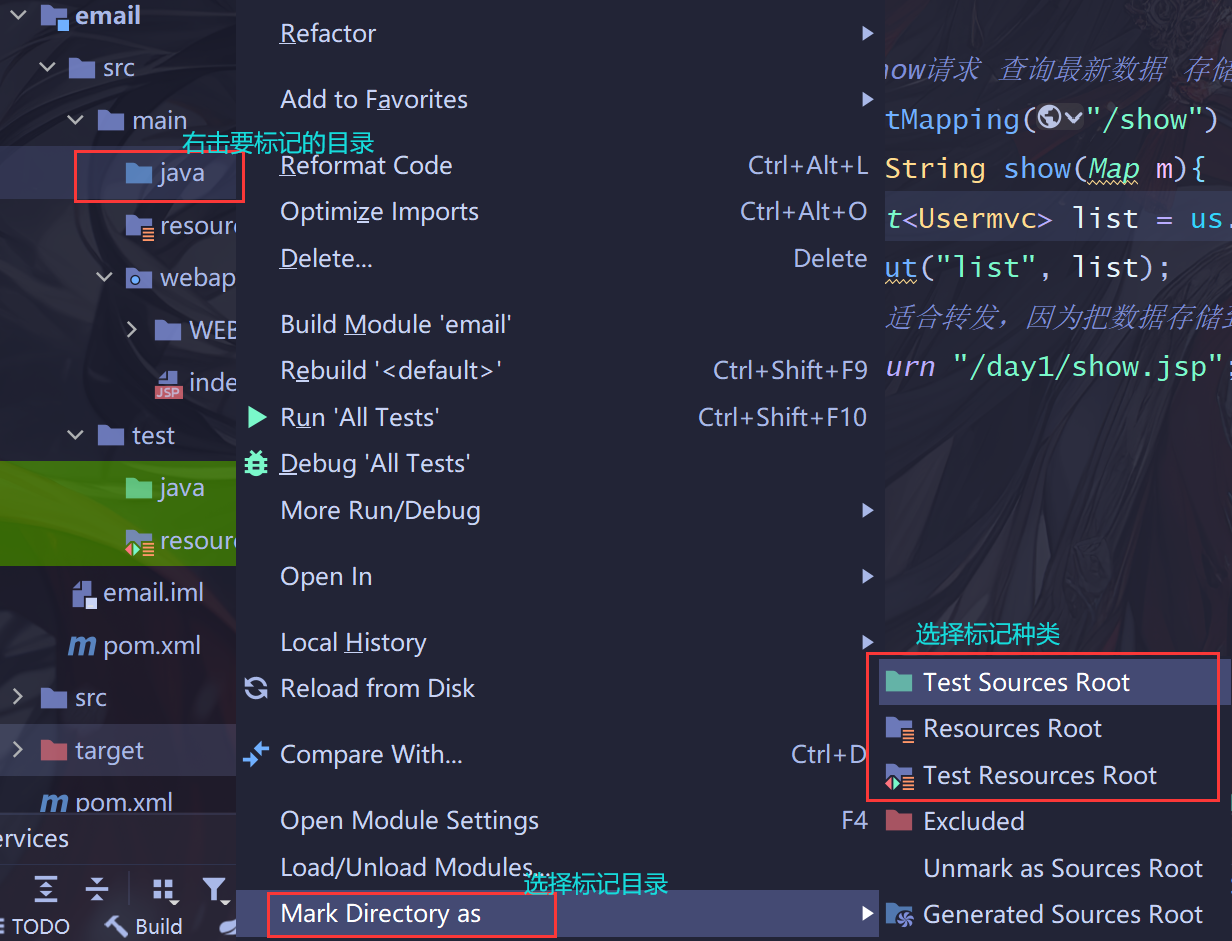 email
src
main
右击要标记的目录
java
webap
WEB
JSP
inde
test
java
email.iml
pom.xml
src
target
pom.xml
ervices
TODO
Build
Refactor
Add to Favorites
Reformat Code Ctrl+Alt+L
Optimize Imports Ctrl+Alt+O
Delete... Delete
Build Module 'email'
Rebuild '<default>' Ctrl+Shift+F9
Run 'All Tests' Ctrl+Shift+F10
Debug 'All Tests'
More Run/Debug
Open In
Local History
Reload from Disk
Compare With... Ctrl+D
Open Module Settings F4
Load/Unload Modules...
选择标记目录
Mark Directory as
how请求 查询最新数据 存储
tMapping("/show")
String show(Map m){
t<Usermvc> list = us.
ut("list", list);
适合转发，因为把数据存储到
urn "/day1/show.jsp";
选择标记种类
Test Sources Root
Resources Root
Test Resources Root
Excluded
Unmark as Sources Root
Generated Sources Root